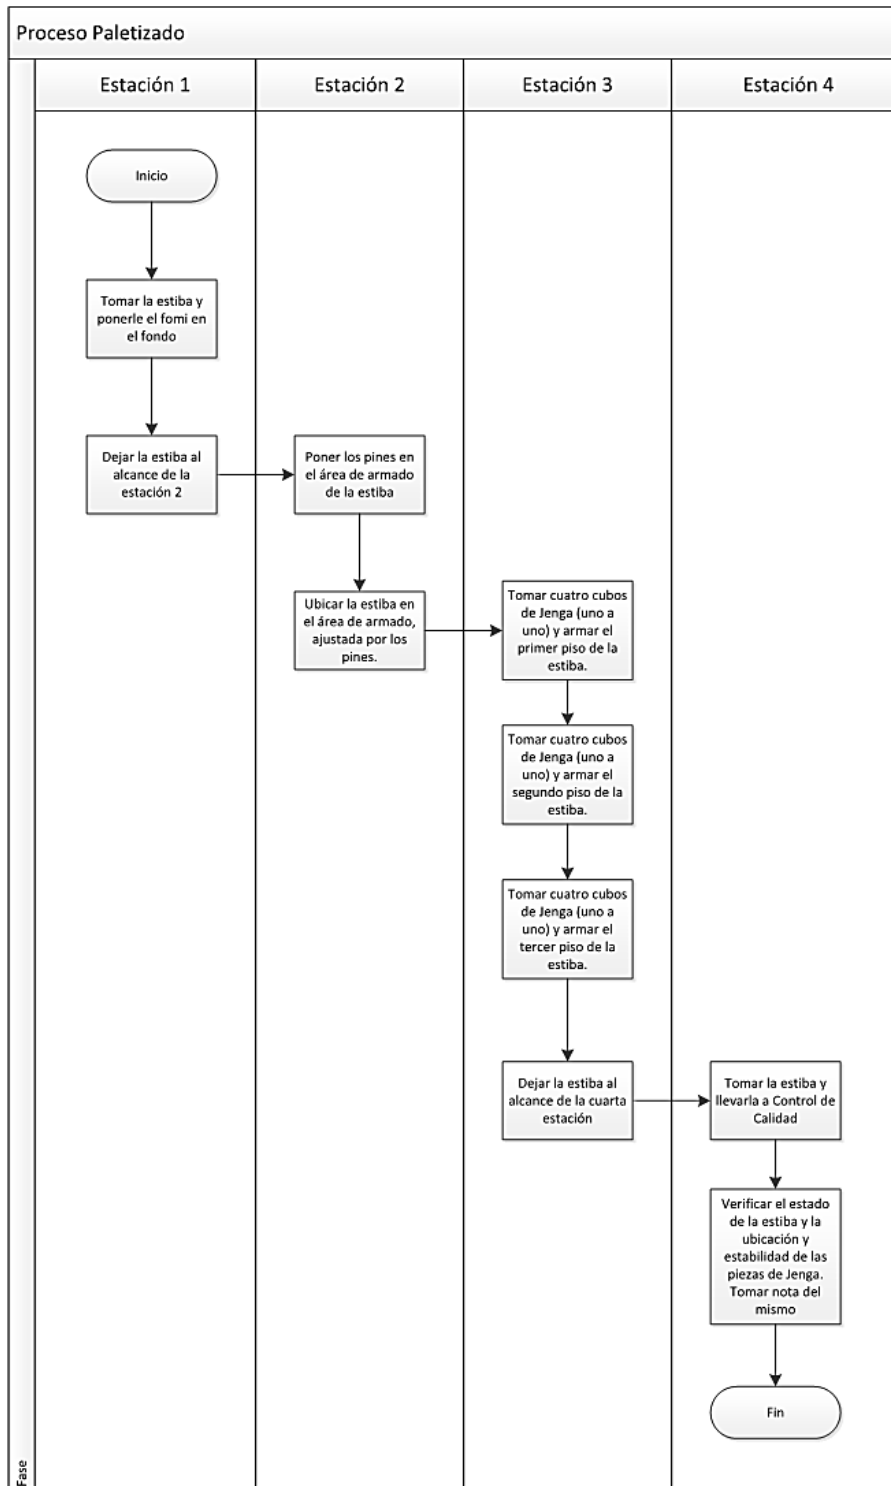 Proceso Paletizado
Estación 1
Estación 2
Estación 3
Estación 4
Inicio
Tomar la estiba y
ponerle el fomi en
el fondo
Dejar la estiba al
alcance de la
estación 2
Poner los pines en
el área de armado
de la estiba
Ubicar la estiba en
el área de armado,
ajustada por los
pines.
Tomar cuatro cubos
de Jenga (uno a
uno) y armar el
primer piso de la
estiba.
Tomar cuatro cubos
de Jenga (uno a
uno) y armar el
segundo piso de la
estiba.
Tomar cuatro cubos
de Jenga (uno a
uno) y armar el
tercer piso de la
estiba.
Dejar la estiba al
alcance de la cuarta
estación
Tomar la estiba y
llevarla a Control de
Calidad
Verificar el estado
de la estiba y la
ubicación y
estabilidad de las
piezas de Jenga.
Tomar nota del
mismo
Fin
Fase